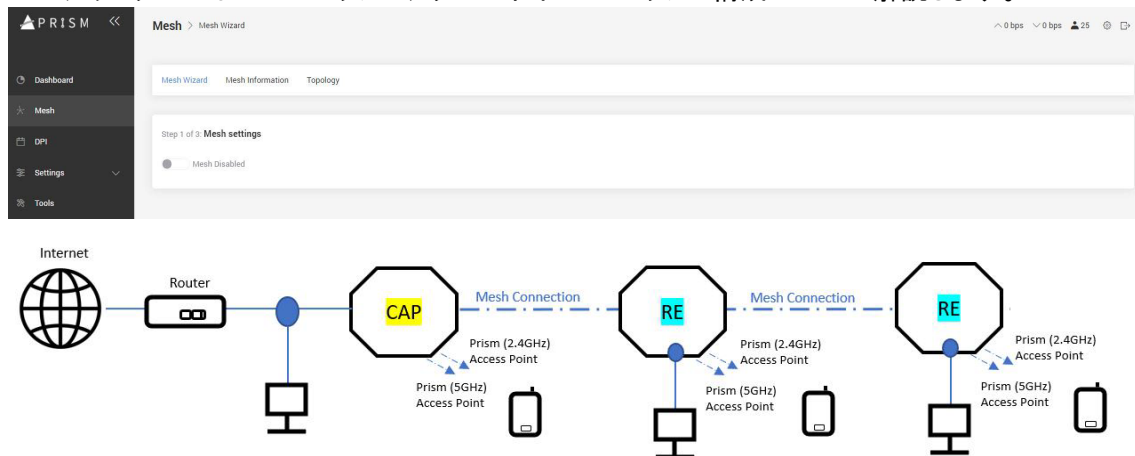 PRISM
Mesh > Mesh Wizard
0 bps 0 bps 25
Dashboard
Mesh
DPI
Settings
Tools
Mesh Wizard Mesh Information Topology
Step 1 of 3: Mesh settings
Mesh Disabled
Internet
Router
CAP
Mesh Connection
RE
Mesh Connection
RE
Prism (2.4GHz)
Access Point
Prism (5GHz)
Access Point
Prism (2.4GHz)
Access Point
Prism (5GHz)
Access Point
Prism (2.4GHz)
Access Point
Prism (5GHz)
Access Point